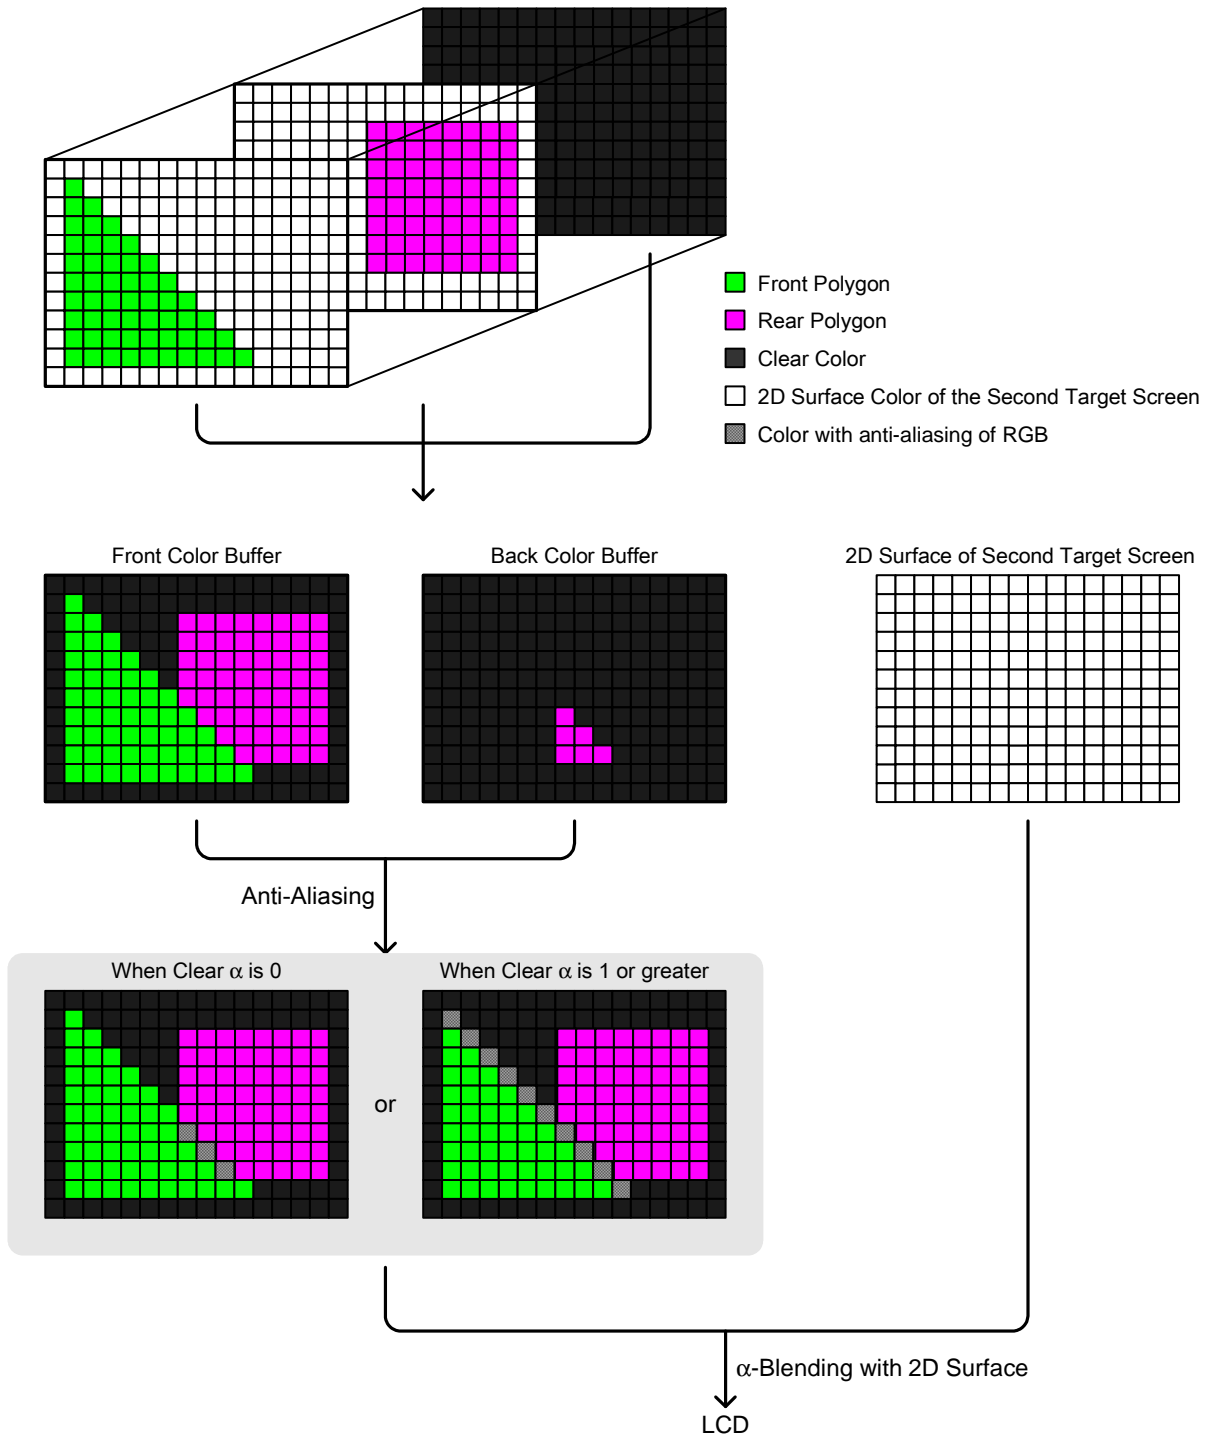 Front Polygon
Rear Polygon
Clear Color
2D Surface Color of the Second Target Screen
Color with anti-aliasing of RGB
Front Color Buffer
Back Color Buffer
2D Surface of Second Target Screen
Anti-Aliasing
When Clear α is 0
When Clear α is 1 or greater
or
α-Blending with 2D Surface
LCD